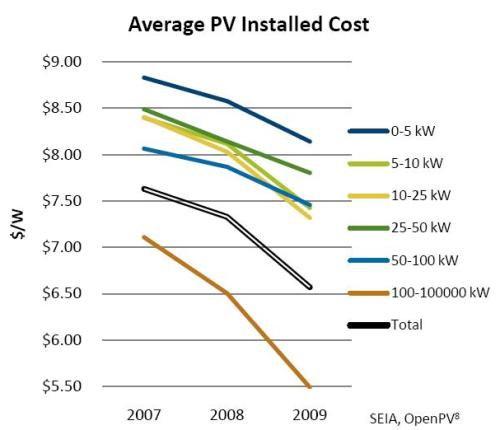 Average PV Installed Cost
$/W
$9.00
$8.50
$8.00
$7.50
$7.00
$6.50
$6.00
$5.50
2007 2008 2009
0-5 kW
5-10 kW
10-25 kW
25-50 kW
50-100 kW
100-100000 kW
Total
SEIA, OpenPV⁸